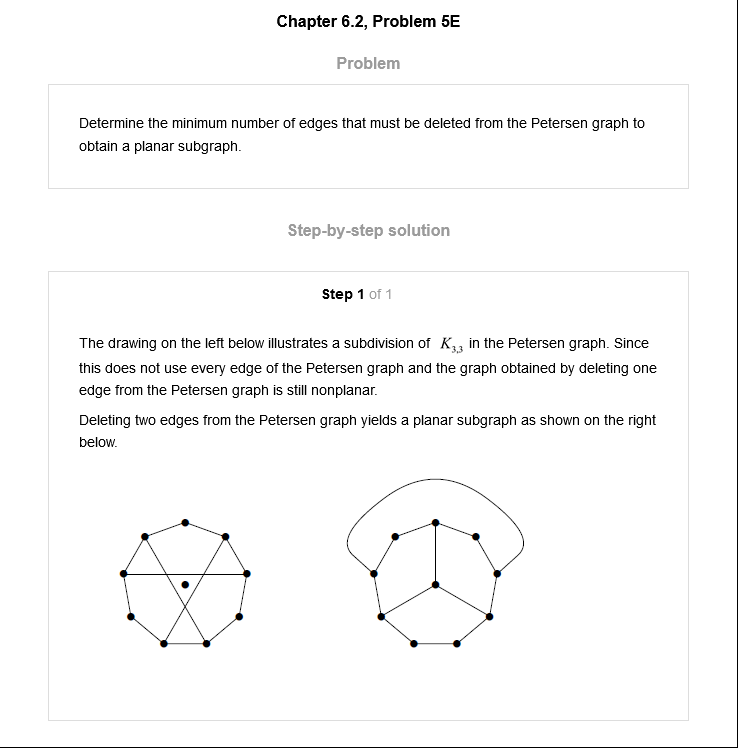 Chapter 6.2, Problem 5E
Problem
Determine the minimum number of edges that must be deleted from the Petersen graph to
obtain a planar subgraph.
Step-by-step solution
Step 1 of 1
The drawing on the left below illustrates a subdivision of K3,3 in the Petersen graph. Since
this does not use every edge of the Petersen graph and the graph obtained by deleting one
edge from the Petersen graph is still nonplanar.
Deleting two edges from the Petersen graph yields a planar subgraph as shown on the right
below.